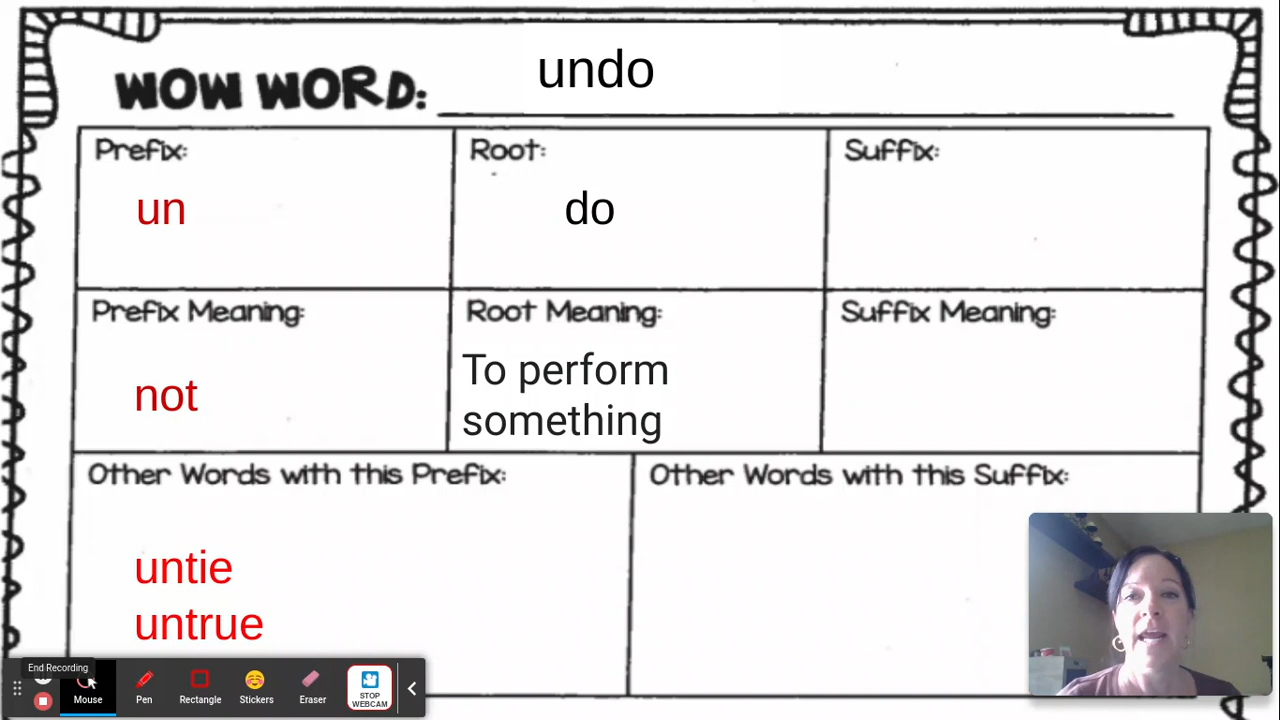 undo
WOW WORD:
Prefix:
Root:
Suffix:
un
do
Prefix Meaning:
Root Meaning:
Suffix Meaning:
not
To perform
something
Other Words with this Prefix:
Other Words with this Suffix:
untie
untrue
End Recording
Mouse
Pen
Rectangle
Stickers
Eraser
STOP
WEBCAM